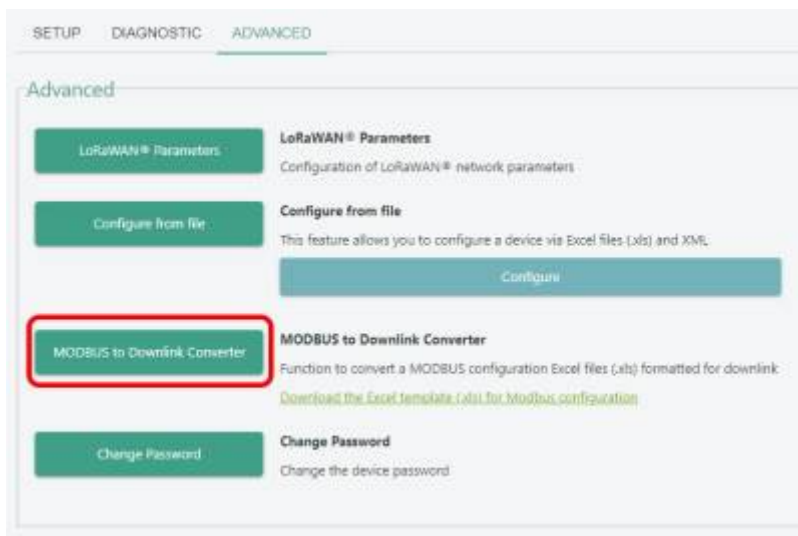 SETUP DIAGNOSTIC ADVANCED
Advanced
LoRaWAN® Parameters
LoRaWAN® Parameters
Configuration of LoRaWAN® network parameters
Configure from file
Configure from file
This feature allows you to configure a device via Excel files (.xls) and XML
Configure
MODBUS to Downlink Converter
MODBUS to Downlink Converter
Function to convert a MODBUS configuration Excel files (.xls) formatted for downlink
Download the Excel template (.xls) for Modbus configuration
Change Password
Change Password
Change the device password